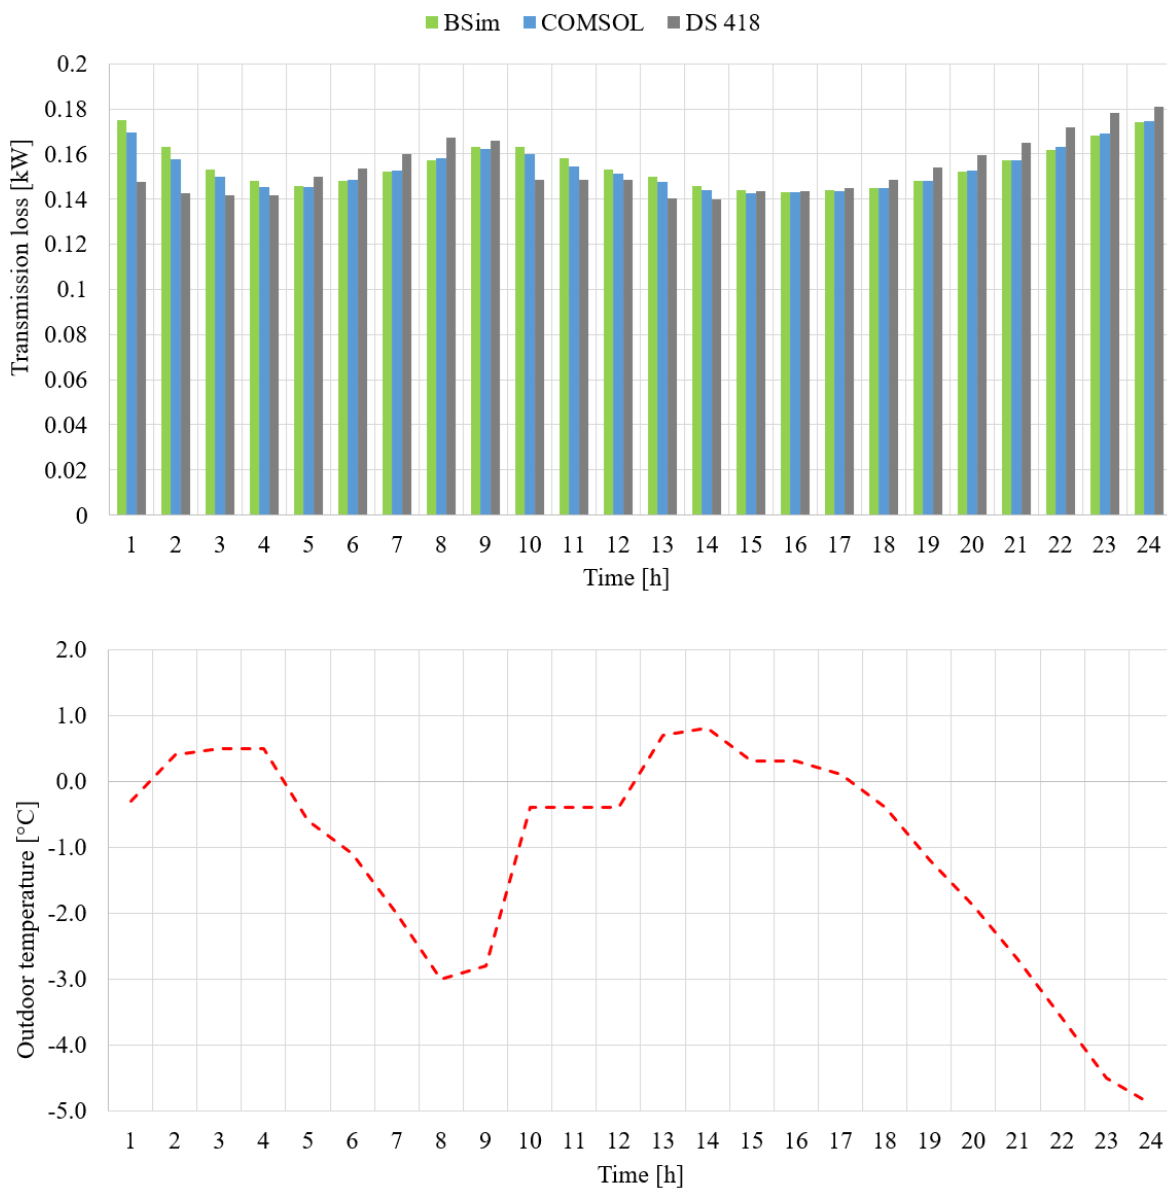 BSim COMSOL DS 418
Transmission loss [kW]
0.2
0.18
0.16
0.14
0.12
0.1
0.08
0.06
0.04
0.02
0
1 2 3 4 5 6 7 8 9 10 11 12 13 14 15 16 17 18 19 20 21 22 23 24
Time [h]
Outdoor temperature [°C]
2.0
1.0
0.0
-1.0
-2.0
-3.0
-4.0
-5.0
1 2 3 4 5 6 7 8 9 10 11 12 13 14 15 16 17 18 19 20 21 22 23 24
Time [h]